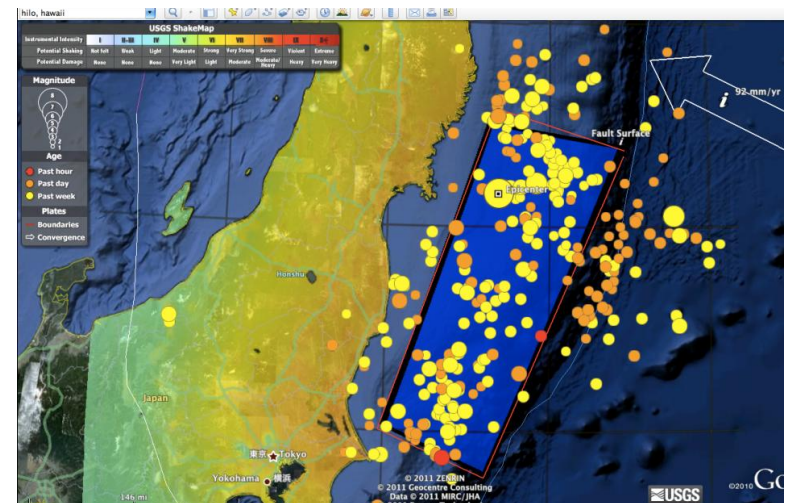 hilo, hawaii
USGS ShakeMap
Instrumental Intensity I II-III IV V VI VII VIII IX X+
Potential Shaking Not felt Weak Light Moderate Strong Very Strong Severe Violent Extreme
Potential Damage None None None Very Light Light Moderate Moderate/Heavy Heavy Very Heavy
Magnitude
8
7
6
5
4
3
2
1
Age
Past hour
Past day
Past week
Plates
Boundaries
Convergence
92 mm/yr
i
Fault Surface
i
Epicenter
Honshu
Japan
東京 Tokyo
Yokohama 横浜
146 mi
© 2011 ZENRIN
© 2011 Geocentre Consulting
Data © 2011 MIRC/JHA
USGS
©2010 Go